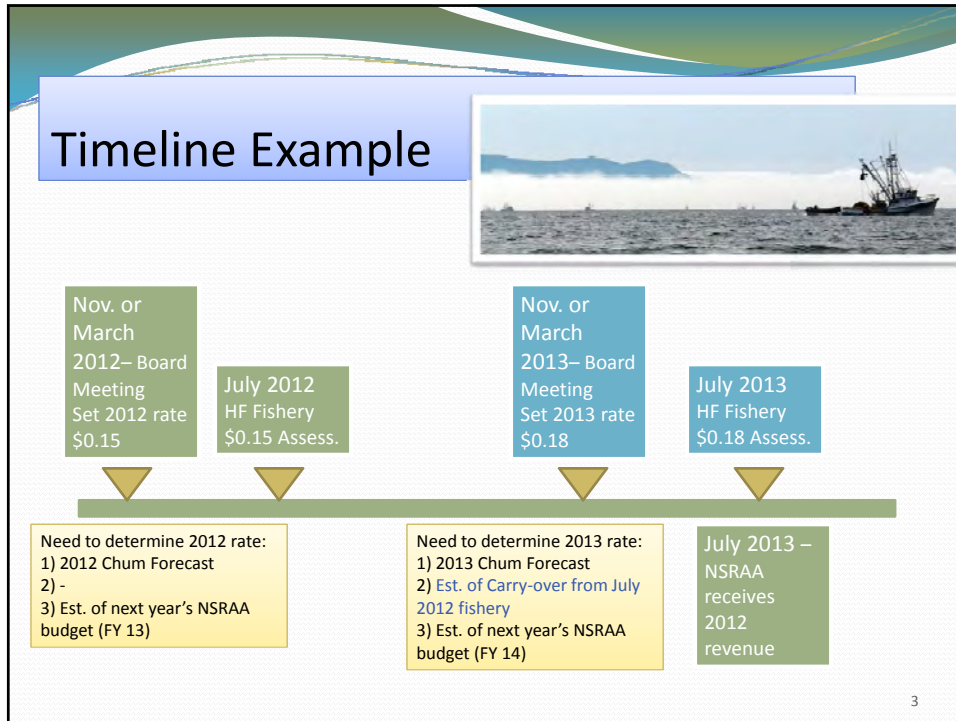 Timeline Example
Nov. or
March
2012– Board
Meeting
Set 2012 rate
$0.15
July 2012
HF Fishery
$0.15 Assess.
Nov. or
March
2013– Board
Meeting
Set 2013 rate
$0.18
July 2013
HF Fishery
$0.18 Assess.
Need to determine 2012 rate:
1) 2012 Chum Forecast
2) -
3) Est. of next year’s NSRAA
budget (FY 13)
Need to determine 2013 rate:
1) 2013 Chum Forecast
2) Est. of Carry-over from July
2012 fishery
3) Est. of next year’s NSRAA
budget (FY 14)
July 2013 –
NSRAA
receives
2012
revenue
3